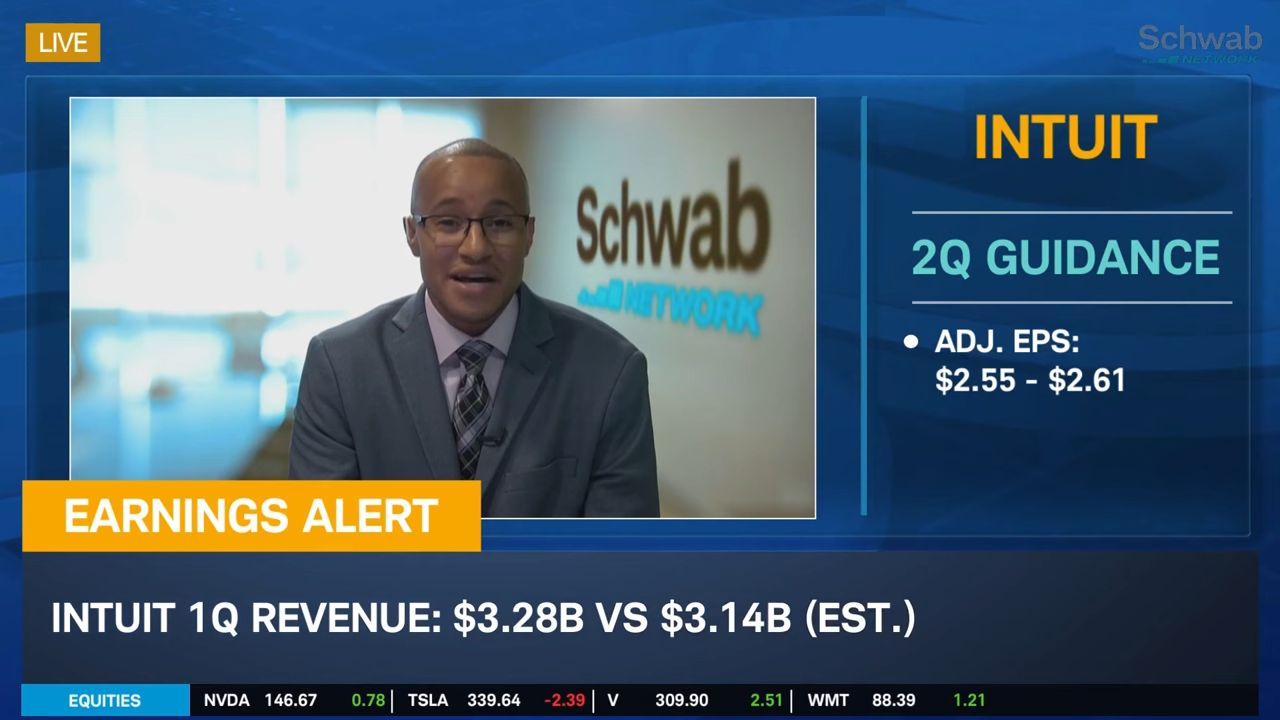 LIVE
Schwab
NETWORK
Schwab
NETWORK
INTUIT
2Q GUIDANCE
• ADJ. EPS:
$2.55 - $2.61
EARNINGS ALERT
INTUIT 1Q REVENUE: $3.28B VS $3.14B (EST.)
EQUITIES NVDA 146.67 0.78 | TSLA 339.64 -2.39 | V 309.90 2.51 | WMT 88.39 1.21